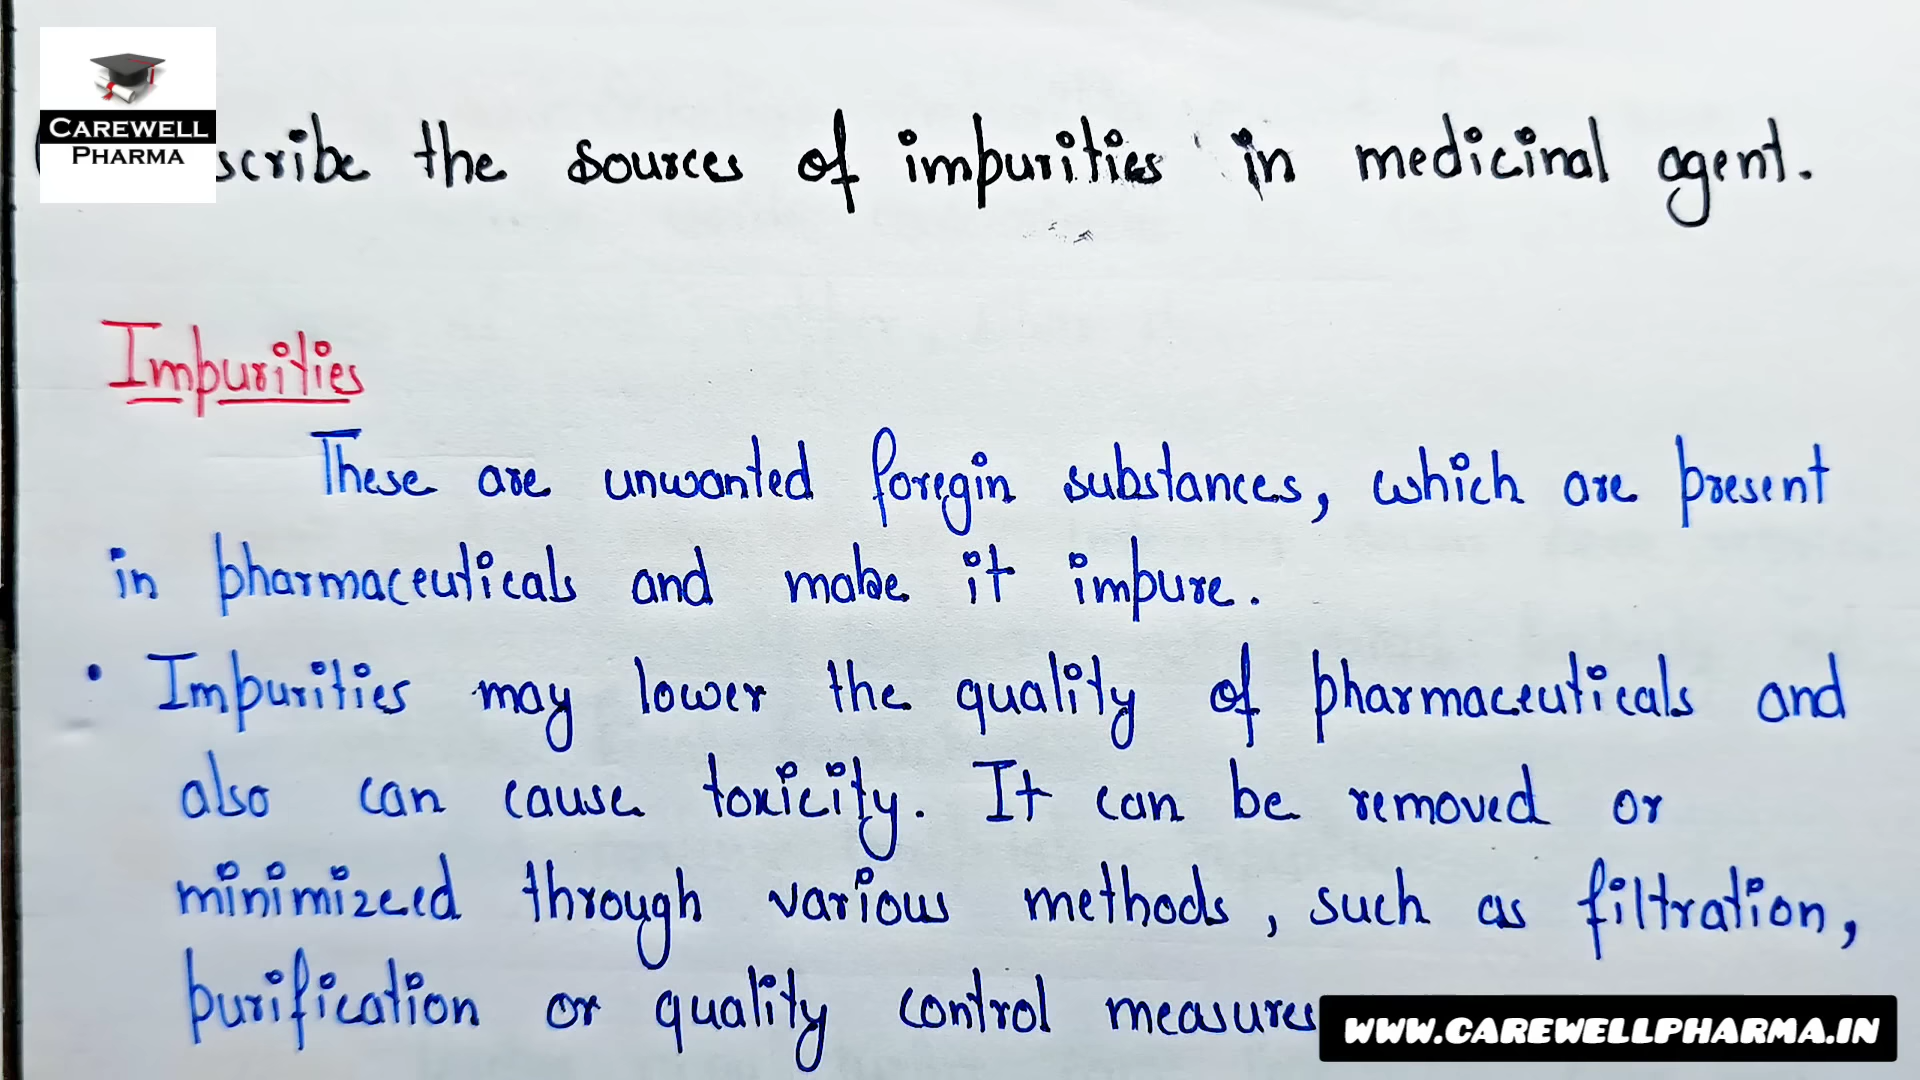 CAREWELL
PHARMA
scribe the sources of impurities in medicinal agent.
Impurities
These are unwanted foregin substances, which are present
in pharmaceuticals and make it impure.
• Impurities may lower the quality of pharmaceuticals and
also can cause toxicity. It can be removed or
minimizeed through various methods, such as filtration,
purification or quality control measures
WWW.CAREWELLPHARMA.IN